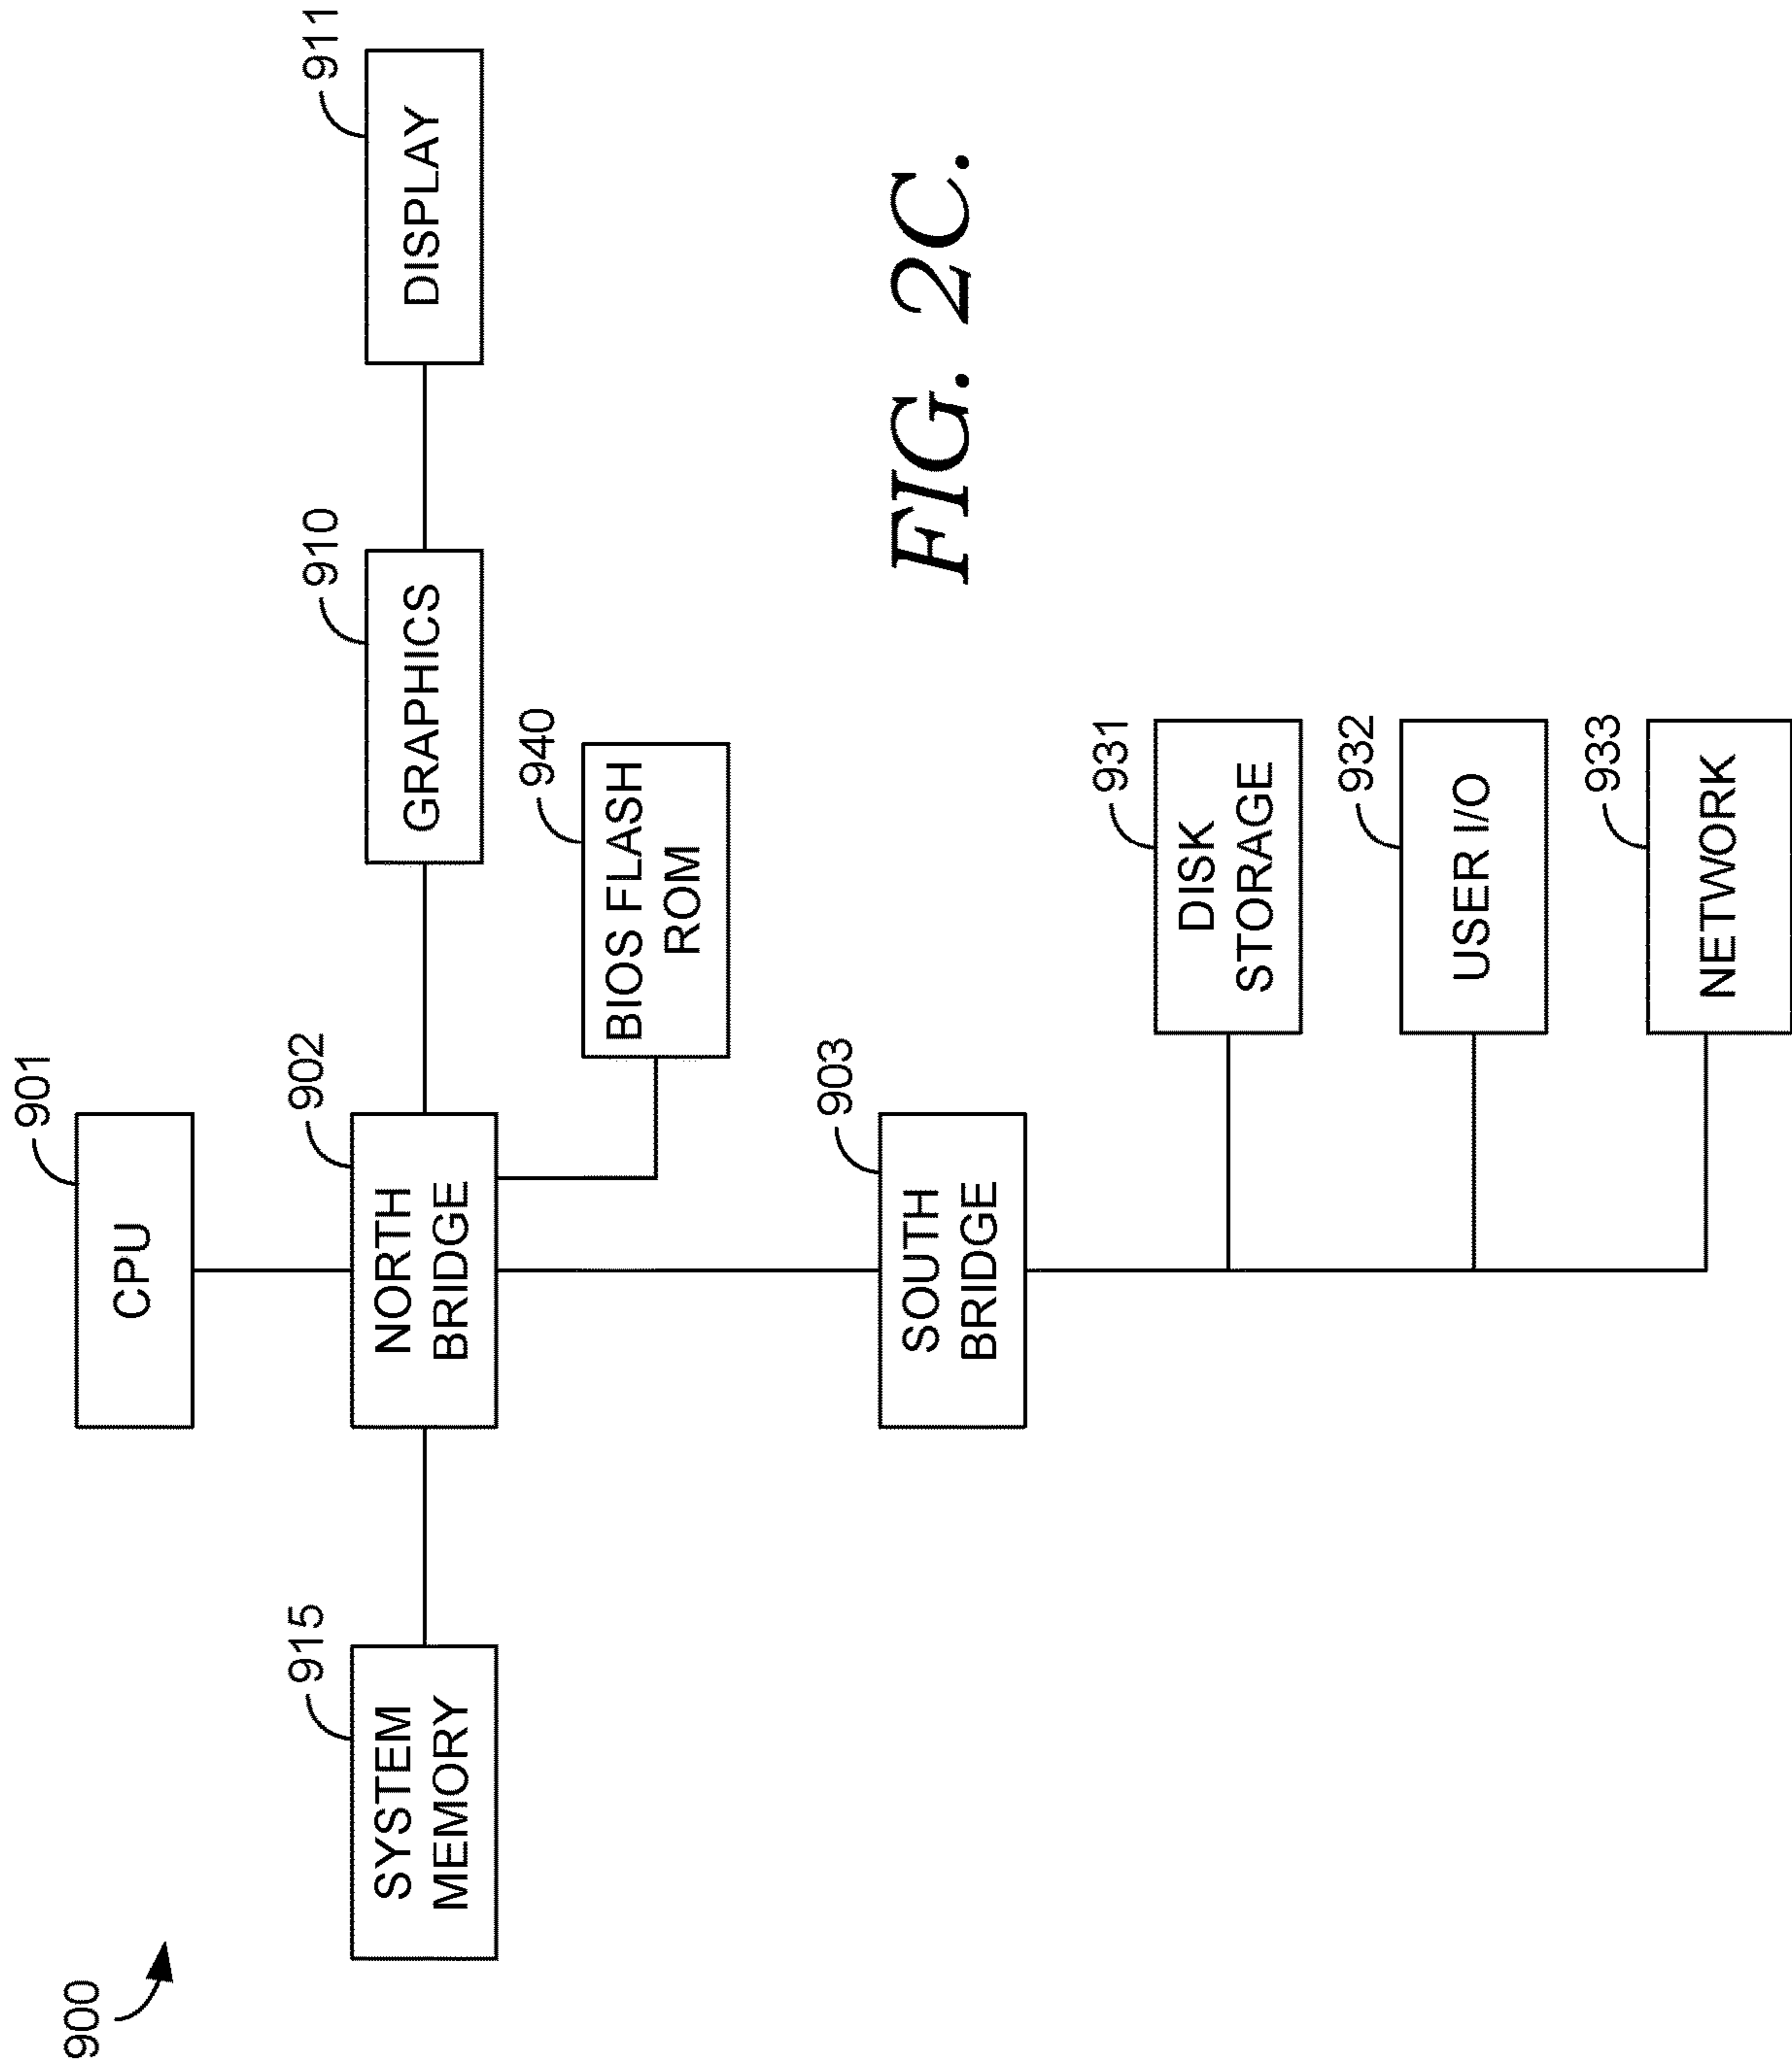 900
901
CPU
915
SYSTEM
MEMORY
902
NORTH
BRIDGE
910
GRAPHICS
911
DISPLAY
940
BIOS FLASH
ROM
903
SOUTH
BRIDGE
931
DISK
STORAGE
932
USER I/O
933
NETWORK
FIG. 2C.